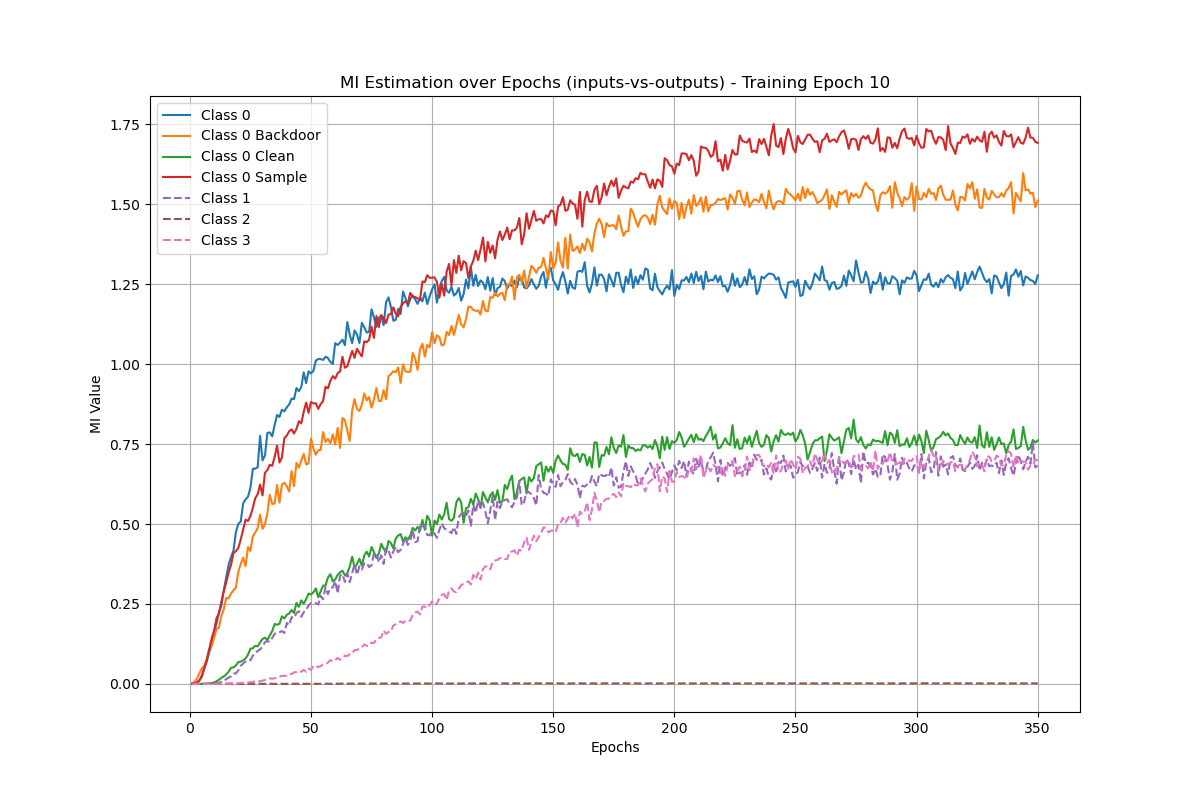 MI Estimation over Epochs (inputs-vs-outputs) - Training Epoch 10
Class 0
Class 0 Backdoor
Class 0 Clean
Class 0 Sample
Class 1
Class 2
Class 3
MI Value
1.75
1.50
1.25
1.00
0.75
0.50
0.25
0.00
0 50 100 150 200 250 300 350
Epochs